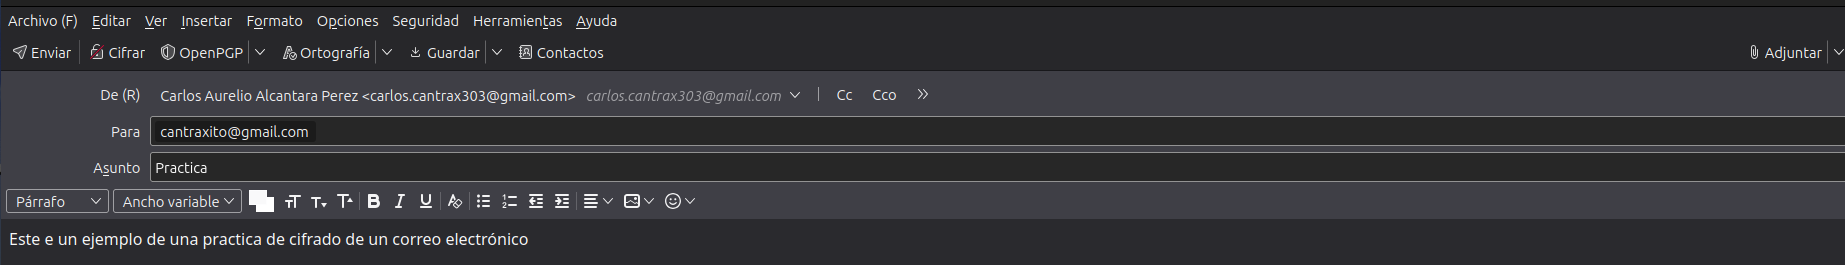 Archivo (F) Editar Ver Insertar Formato Opciones Seguridad Herramientas Ayuda
Enviar Cifrar OpenPGP Ortografía Guardar Contactos Adjuntar
De (R) Carlos Aurelio Alcantara Perez <carlos.cantrax303@gmail.com> carlos.cantrax303@gmail.com Cc Cco
Para cantraxito@gmail.com
Asunto Practica
Párrafo Ancho variable
Este e un ejemplo de una practica de cifrado de un correo electrónico